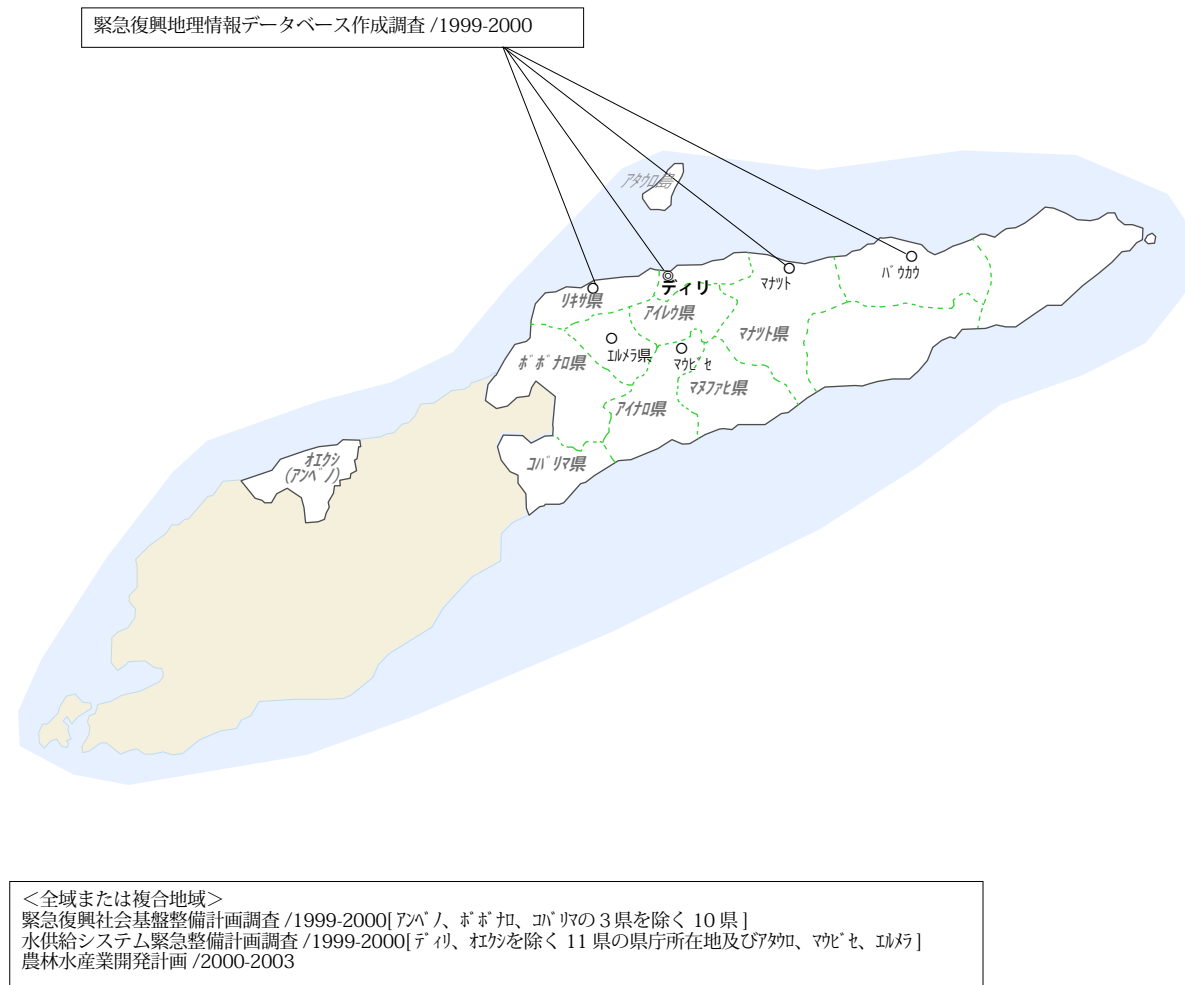 緊急復興地理情報データベース作成調査 /1999-2000
ｱﾀｳﾛ島
ﾊﾞｳｶｳ
ﾏﾅﾂﾄ
ディリ
ﾘｷｻ県
ｱｲﾚｳ県
ﾏﾅﾂﾄ県
ｴﾙﾒﾗ県
ﾎﾞﾎﾞﾅﾛ県
ﾏｳﾋﾞｾ
ﾏﾇﾌｧﾋ県
ｱｲﾅﾛ県
ｺﾊﾞﾘﾏ県
ｵｴｸｼ
(ｱﾝﾍﾞﾉ)
＜全域または複合地域＞
緊急復興社会基盤整備計画調査 /1999-2000[ ｱﾝﾍﾞﾉ、ﾎﾞﾎﾞﾅﾛ、ｺﾊﾞﾘﾏの 3 県を除く 10 県 ]
水供給システム緊急整備計画調査 /1999-2000[ ﾃﾞｨﾘ、ｵｴｸｼを除く 11 県の県庁所在地及びｱﾀｳﾛ、ﾏｳﾋﾞｾ、ｴﾙﾒﾗ ]
農林水産業開発計画 /2000-2003